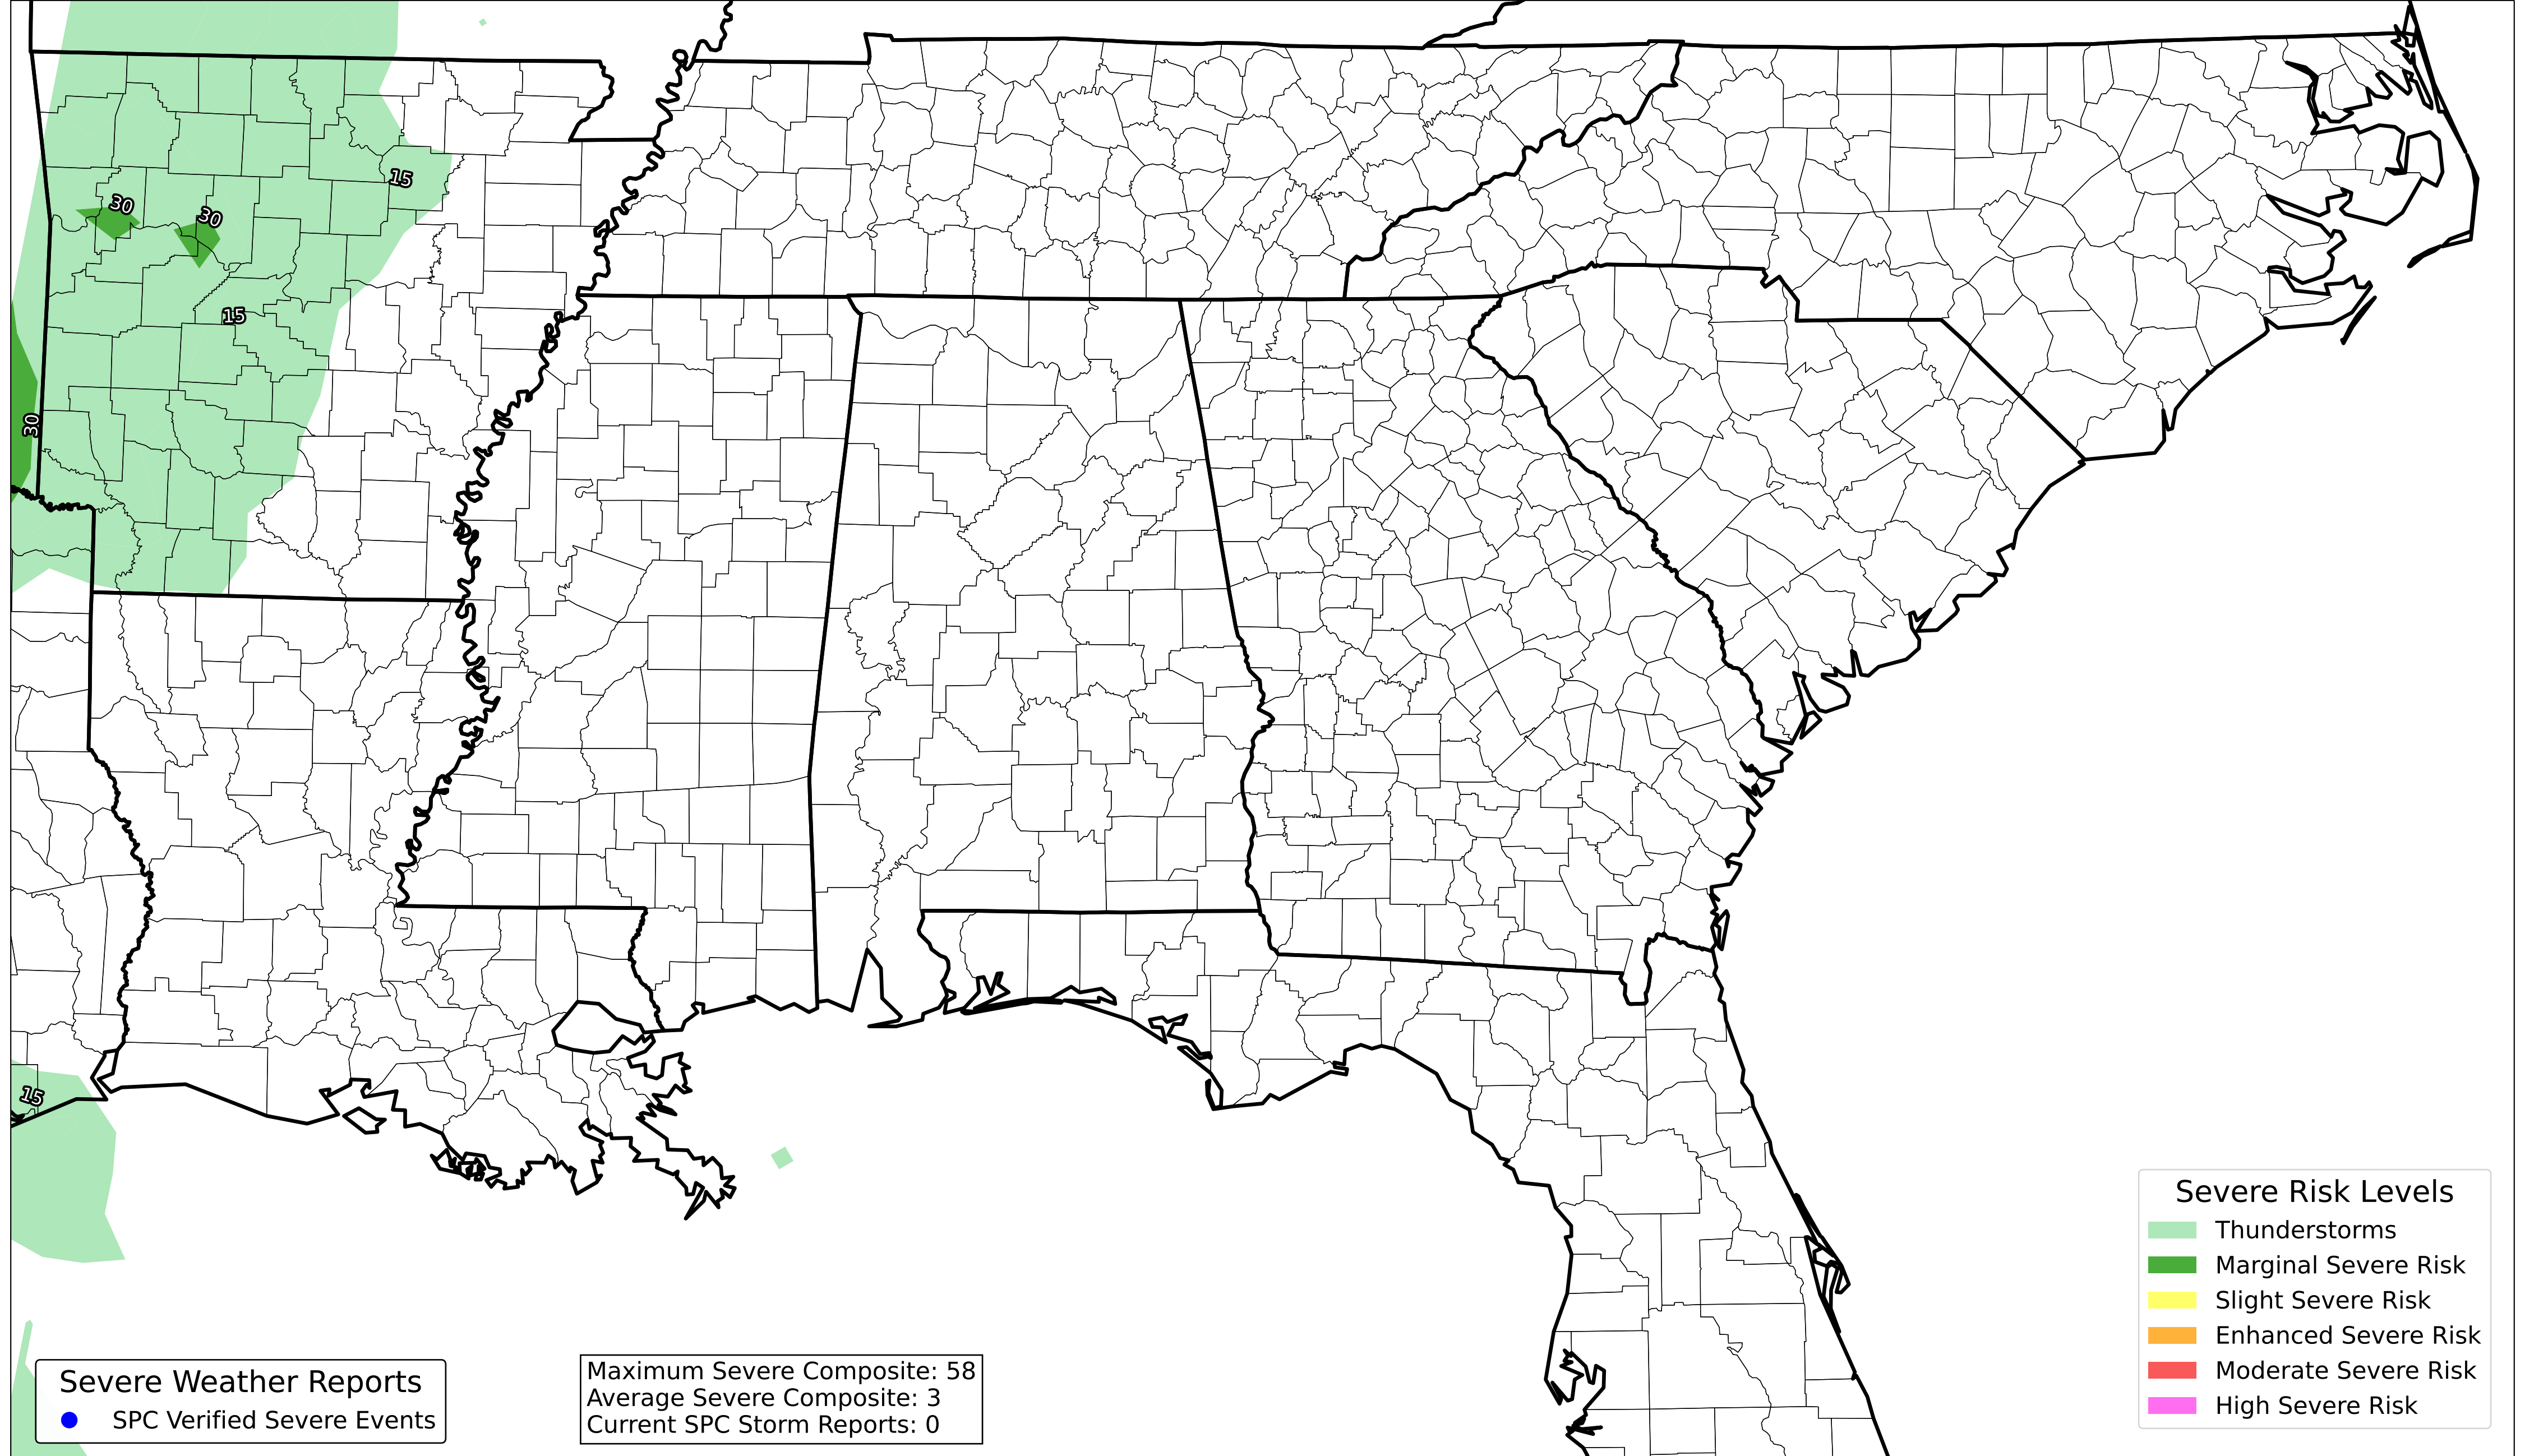 15
30
30
15
30
15
Severe Risk Levels
Thunderstorms
Marginal Severe Risk
Slight Severe Risk
Enhanced Severe Risk
Moderate Severe Risk
High Severe Risk
Severe Weather Reports
SPC Verified Severe Events
Maximum Severe Composite: 58
Average Severe Composite: 3
Current SPC Storm Reports: 0